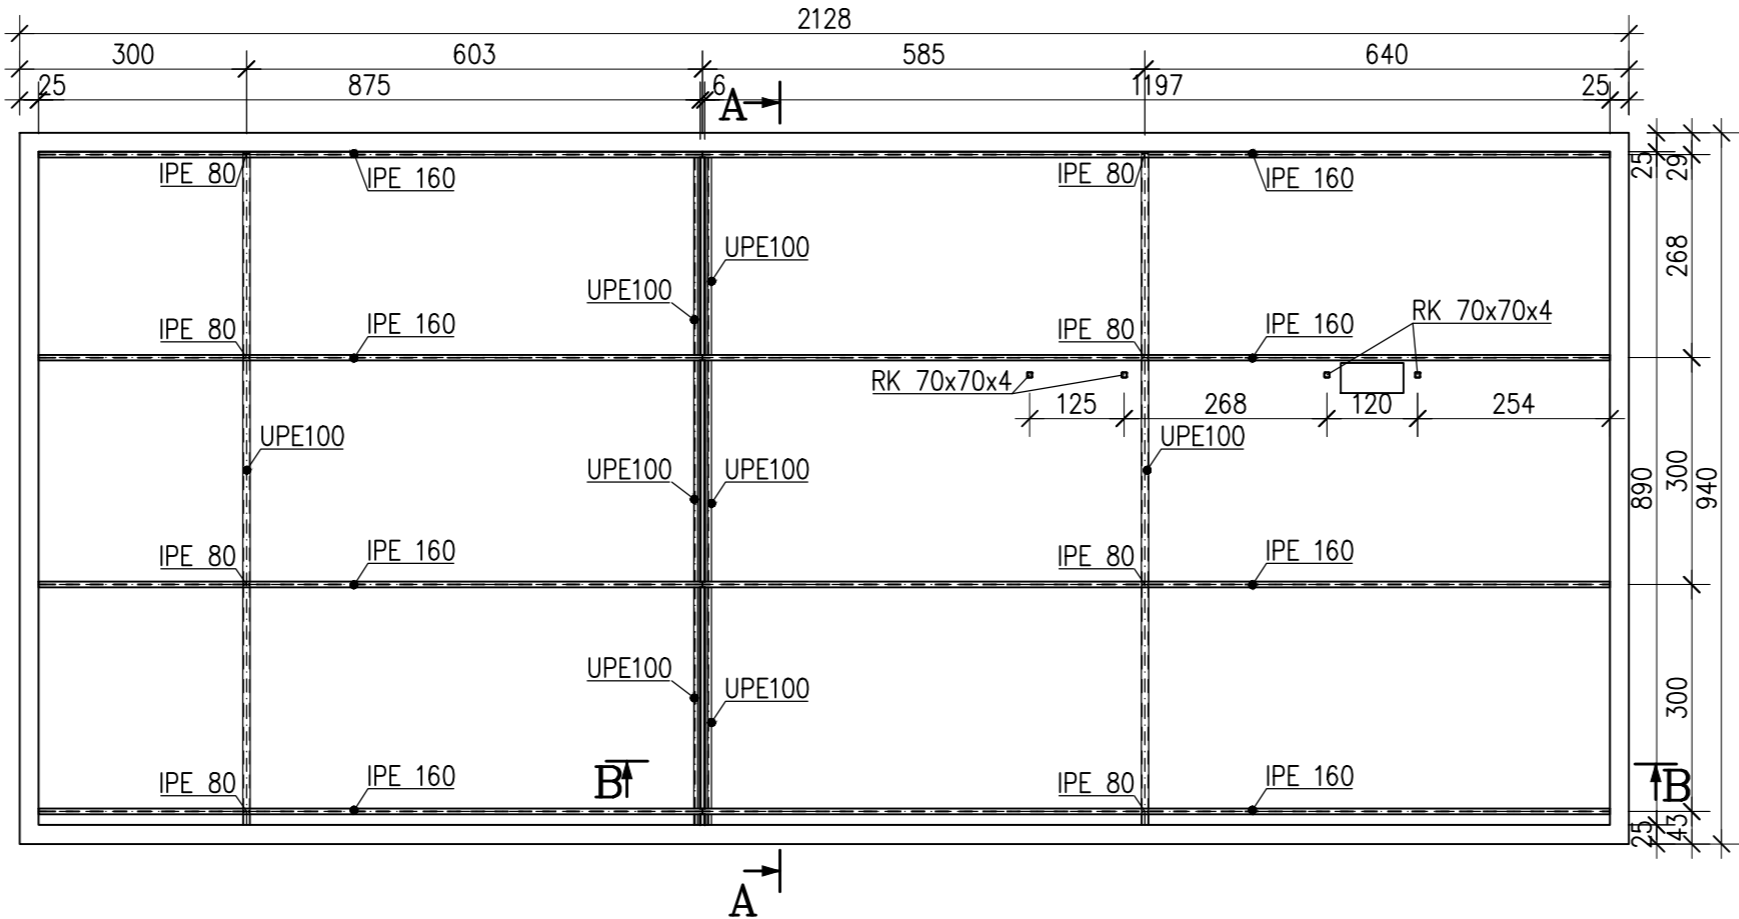 2128
300 603 585 640
25 875 6 1197 25
A
IPE 80 IPE 160 IPE 80 IPE 160 25 29
UPE100 268
UPE100
IPE 80 IPE 160 IPE 80 IPE 160 RK 70x70x4
RK 70x70x4
125 268 120 254
UPE100 UPE100
UPE100 UPE100 890 300 940
IPE 80 IPE 160 IPE 80 IPE 160
UPE100 300
UPE100
IPE 80 IPE 160 B IPE 80 IPE 160 B
25 43
A